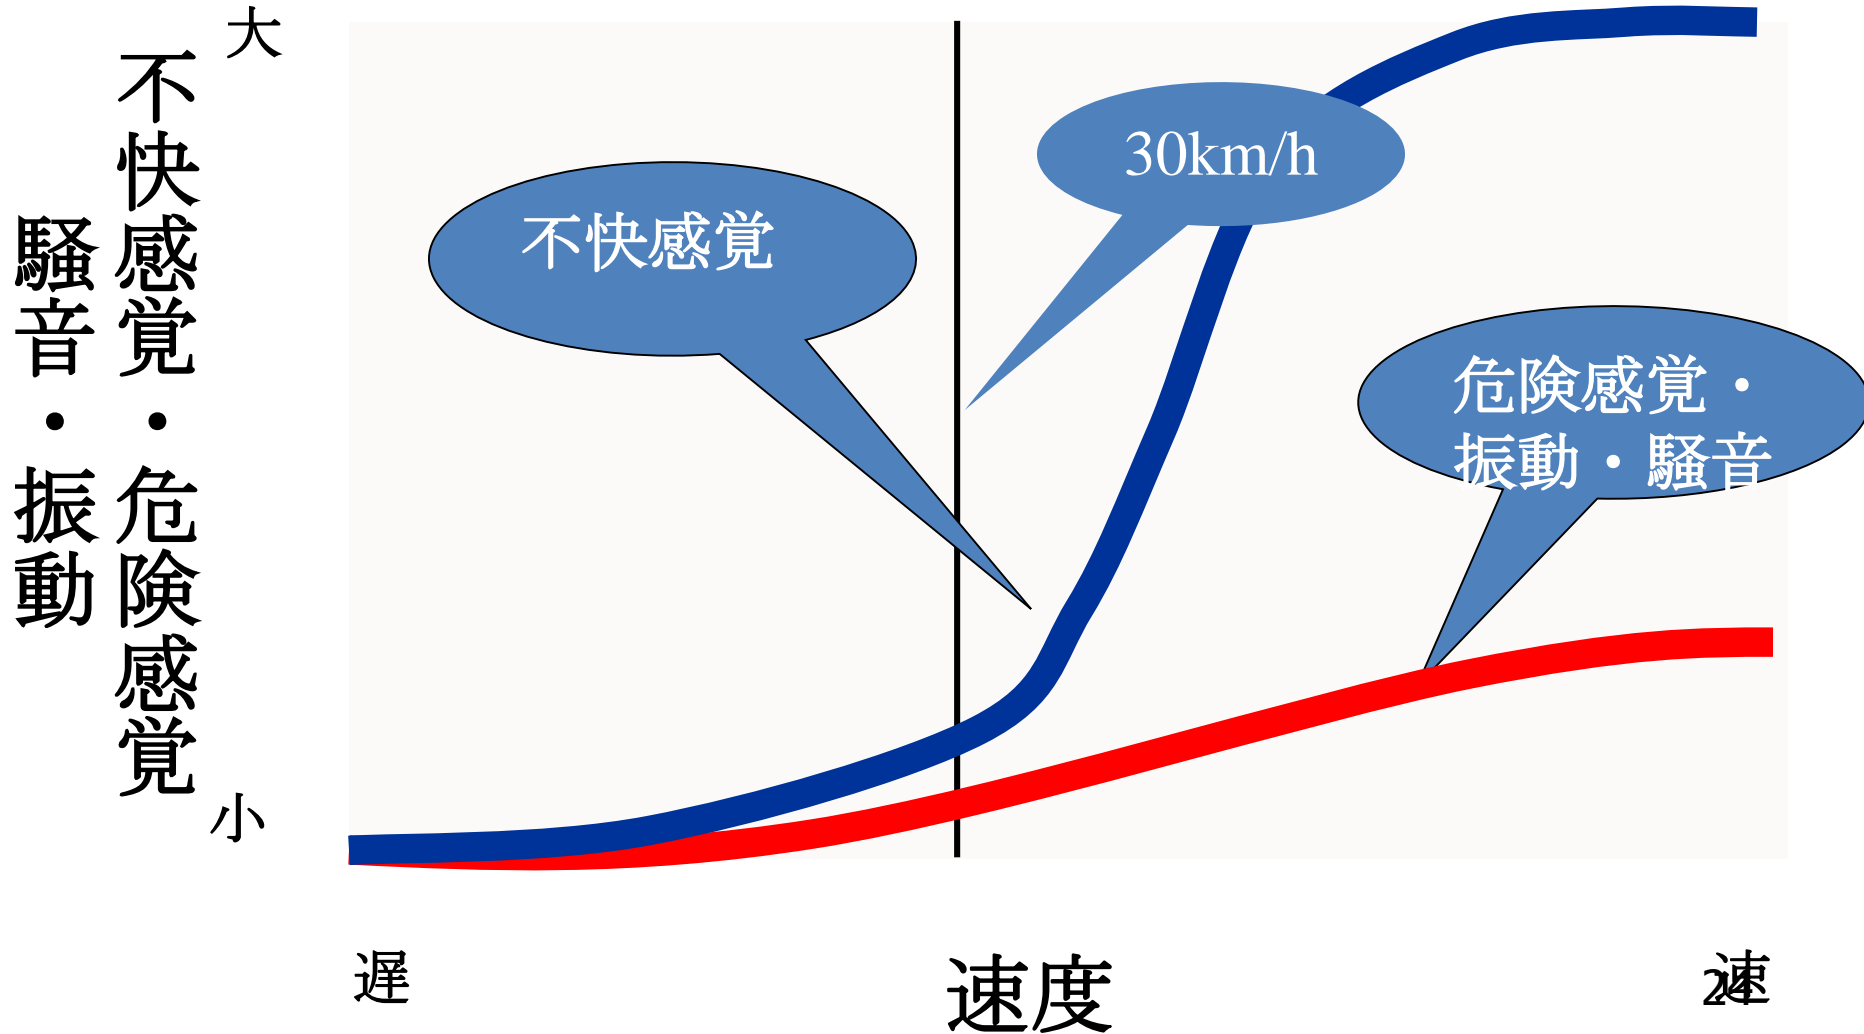 大
不快感覚・危険感覚
騒音・振動
小
不快感覚
30km/h
危険感覚・
振動・騒音
遅
速度
速
24